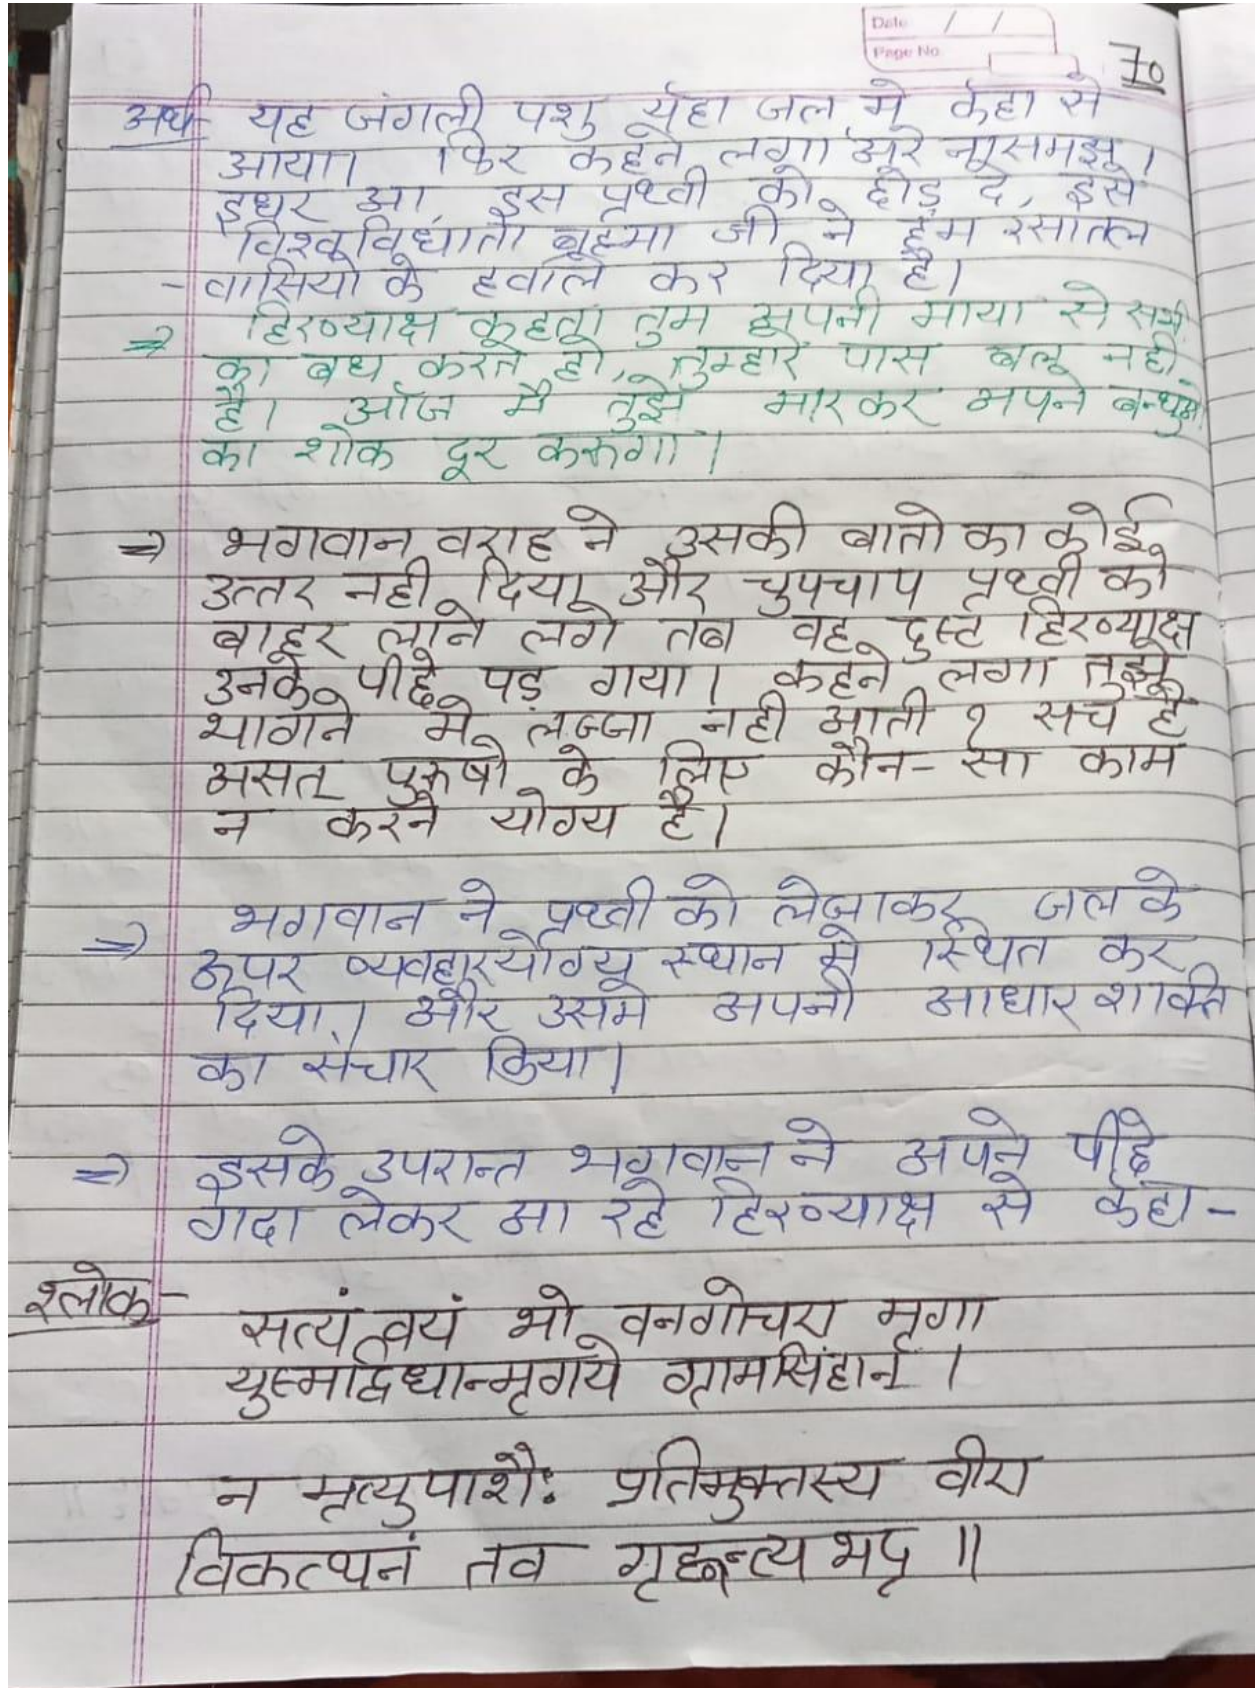 Date / /
Page No.
70
अर्थ- यह जंगली पशु यँहा जल मे कँहा से
आया। फिर कहने लगा अरे नासमझ।
इधर आ, इस पृथ्वी को छोड़ दे, इसे
विश्वविधाता बृहमा जी ने हम रसातल
-वासियो के हवाले कर दिया है।
⇒ हिरण्याक्ष कहता तुम अपनी माया से सभी
का बध करते हो, तुम्हारे पास बल नही
है। आज मै तुझे मारकर अपने बन्धुओ
का शोक दूर करुगा।
⇒ भगवान वराह ने उसकी बातो का कोई
उत्तर नही दिया और चुपचाप पृथ्वी को
बाहर लाने लगे तब वह दुस्ट हिरण्याक्ष
उनके पीछे पड़ गया। कहने लगा तुझे
भागने मे लज्जा नही आती ? सच है
असत् पुरुषो के लिए कौन-सा काम
न करने योग्य है।
भगवान ने पृथ्वी को लेजाकर जल के
⇒ ऊपर व्यवहारयोग्य स्थान मे स्थित कर
दिया। और उसमे अपनी आधार शक्ति
का संचार किया।
⇒ इसके उपरान्त भगवान ने अपने पीछे
गदा लेकर आ रहे हिरण्याक्ष से कहा-
श्लोक- सत्यं वयं भो वनगोचरा मृगा
युस्मद्विधान्मृगये ग्रामसिंहान् ।
न मृत्युपाशैः प्रतिमुक्तस्य वीरा
विकत्थनं तव गृह्णन्त्यभद्र ॥